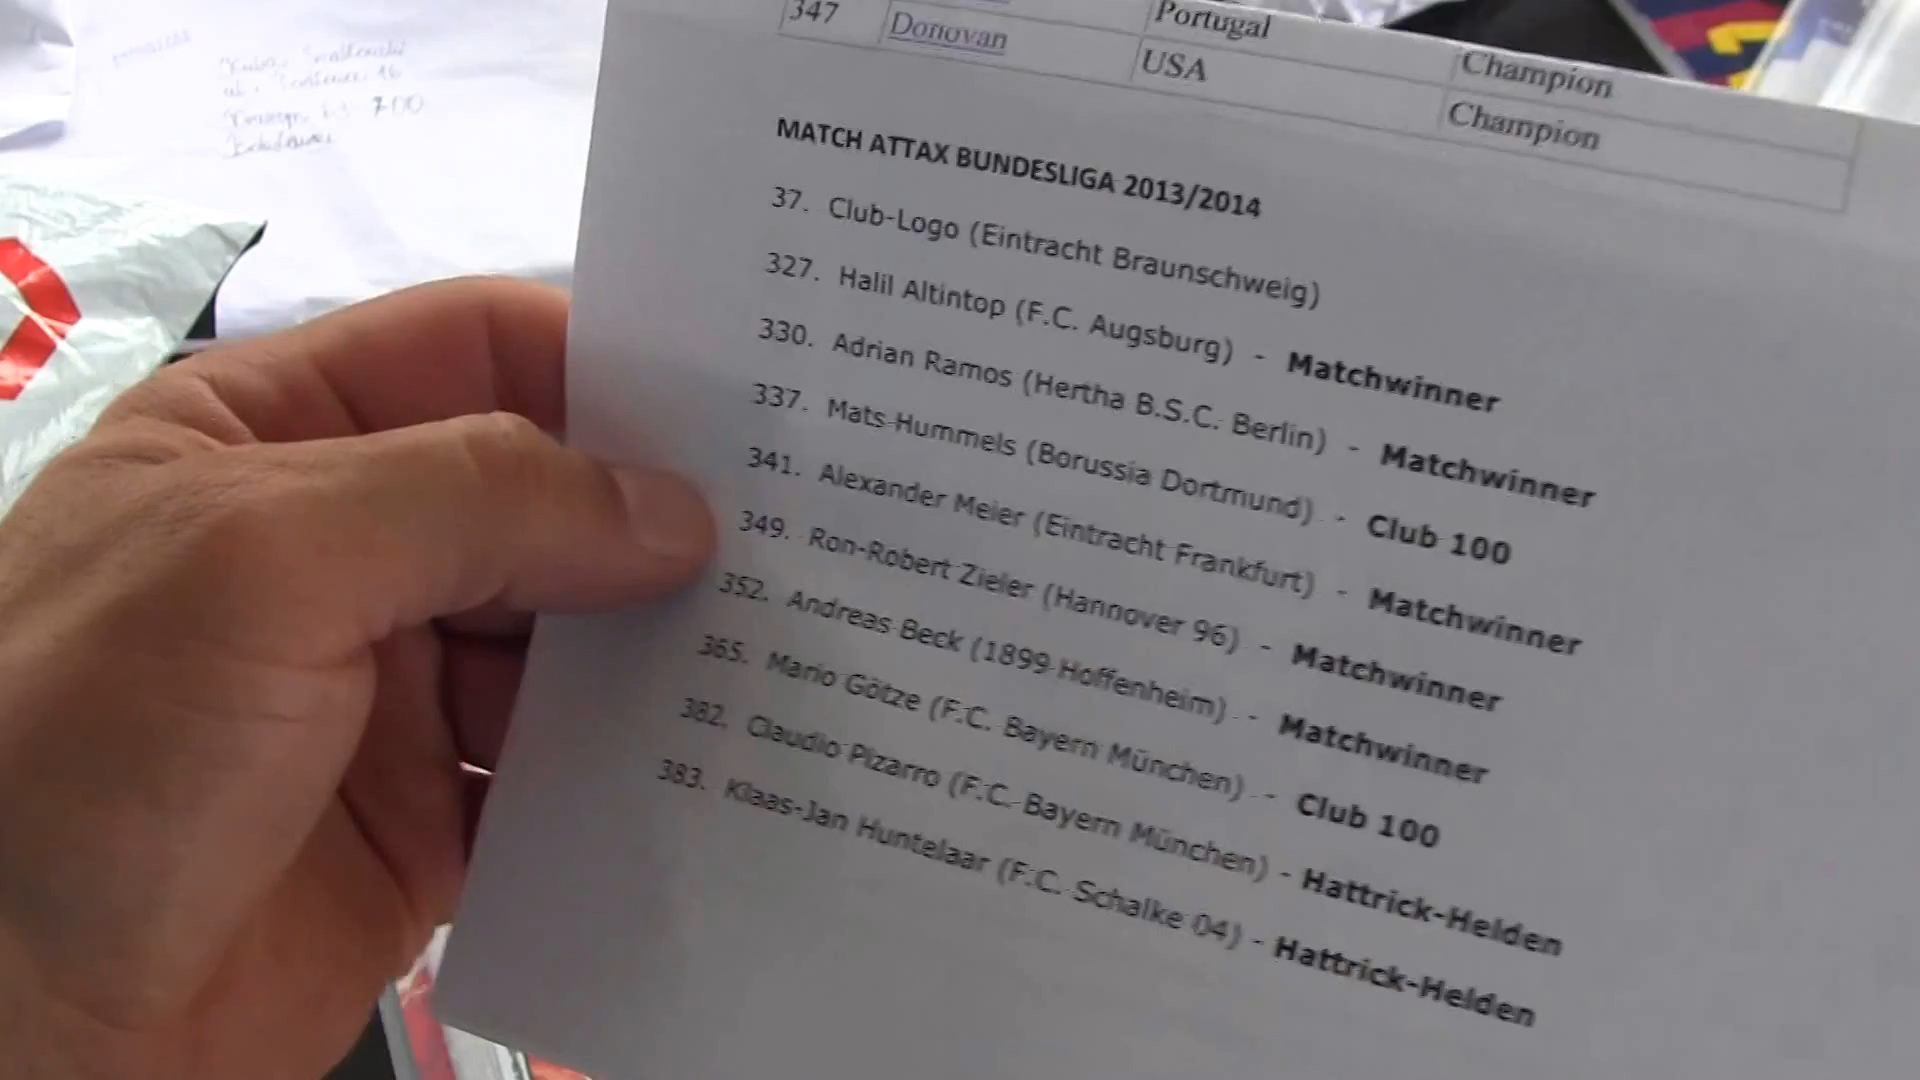 Portugal Champion
347 Donovan USA Champion
MATCH ATTAX BUNDESLIGA 2013/2014
37. Club-Logo (Eintracht Braunschweig)
327. Halil Altintop (F.C. Augsburg) - Matchwinner
330. Adrian Ramos (Hertha B.S.C. Berlin) - Matchwinner
337. Mats Hummels (Borussia Dortmund) - Club 100
341. Alexander Meier (Eintracht Frankfurt) - Matchwinner
349. Ron-Robert Zieler (Hannover 96) - Matchwinner
352. Andreas Beck (1899 Hoffenheim) - Matchwinner
365. Mario Götze (F.C. Bayern München) - Club 100
382. Claudio Pizarro (F.C. Bayern München) - Hattrick-Helden
383. Klaas-Jan Huntelaar (F.C. Schalke 04) - Hattrick-Helden